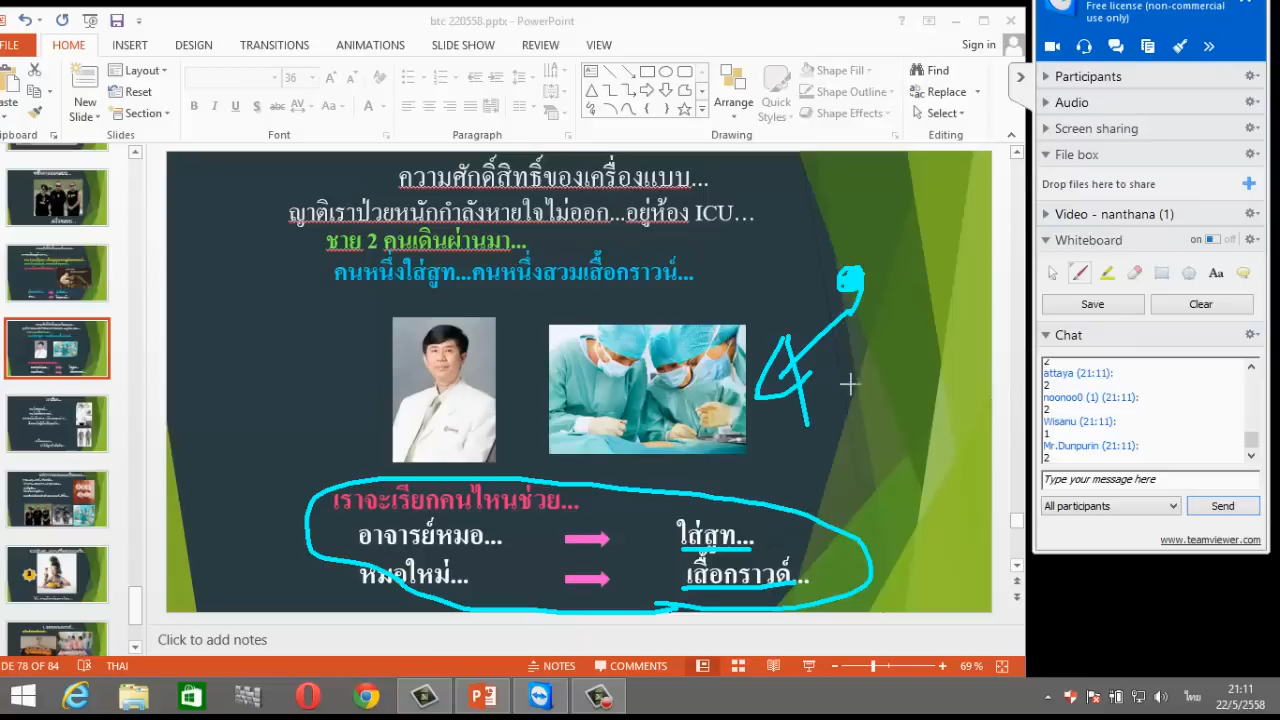 btc 220558.pptx - PowerPoint
Free license (non-commercial
use only)
FILE
HOME
INSERT
DESIGN
TRANSITIONS
ANIMATIONS
SLIDE SHOW
REVIEW
VIEW
Sign in
New
Slide
Layout
Reset
Section
36
Shape Fill
Shape Outline
Shape Effects
Arrange
Quick
Styles
Find
Replace
Select
Slides
Font
Paragraph
Drawing
Editing
ความศักดิ์สิทธิ์ของเครื่องแบบ...
ญาติเราป่วยหนักกำลังหายใจไม่ออก...อยู่ห้อง ICU...
ชาย 2 คนเดินผ่านมา...
คนหนึ่งใส่สูท...คนหนึ่งสวมเสื้อกราวน์...
เราจะเรียกคนไหนช่วย...
อาจารย์หมอ... ใส่สูท...
หมอใหม่... เสื้อกราวด์...
Click to add notes
DE 78 OF 84
THAI
NOTES
COMMENTS
69 %
Participants
Audio
Screen sharing
File box
Drop files here to share
Video - nanthana (1)
Whiteboard
on off
Aa
Save
Clear
Chat
2
attaya (21:11):
2
noonoo0 (1) (21:11):
2
Wisanu (21:11):
1
Mr.Dunpurin (21:11):
2
Type your message here
All participants
Send
www.teamviewer.com
ไทย
21:11
22/5/2558